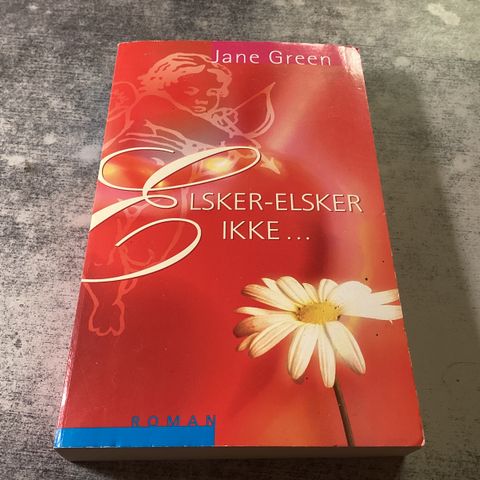 Jane Green
ELSKER-ELSKER
IKKE...
ROMAN